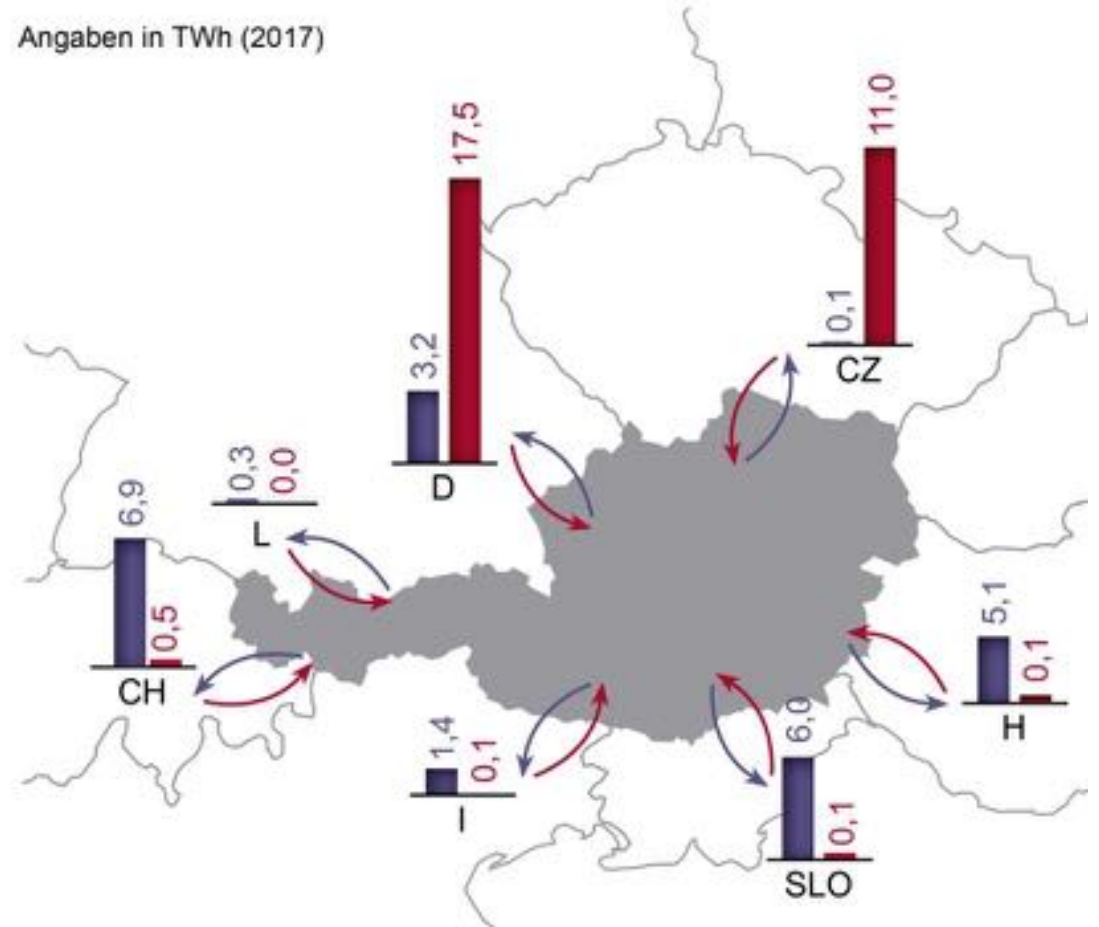 Angaben in TWh (2017)
3,2
17,5
D
0,1
11,0
CZ
0,3
0,0
L
6,9
0,5
CH
5,1
0,1
H
1,4
0,1
I
6,0
0,1
SLO